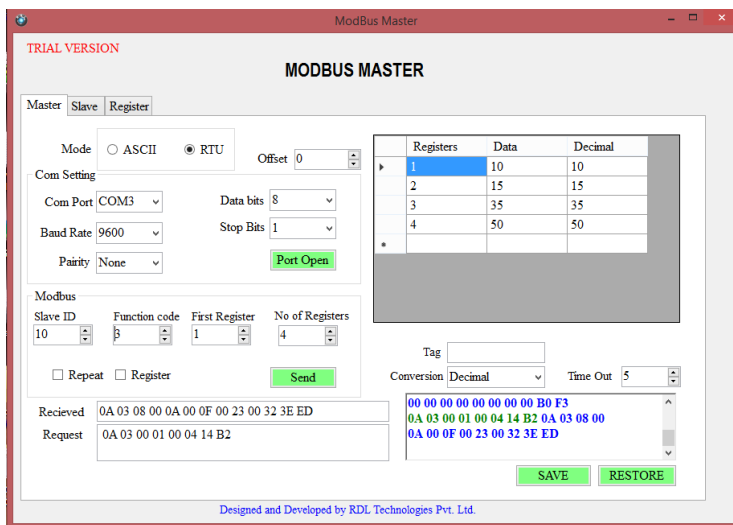 ModBus Master
TRIAL VERSION
MODBUS MASTER
Master Slave Register
Mode ASCII RTU Offset 0
Com Setting
Com Port COM3 Data bits 8
Baud Rate 9600 Stop Bits 1
Pairity None Port Open
Registers Data Decimal
1 10 10
2 15 15
3 35 35
4 50 50
Modbus
Slave ID Function code First Register No of Registers
10 3 1 4
Repeat Register Send
Tag
Conversion Decimal Time Out 5
Recieved 0A 03 08 00 0A 00 0F 00 23 00 32 3E ED
Request 0A 03 00 01 00 04 14 B2
00 00 00 00 00 00 00 B0 F3
0A 03 00 01 00 04 14 B2 0A 03 08 00
0A 00 0F 00 23 00 32 3E ED
SAVE RESTORE
Designed and Developed by RDL Technologies Pvt. Ltd.